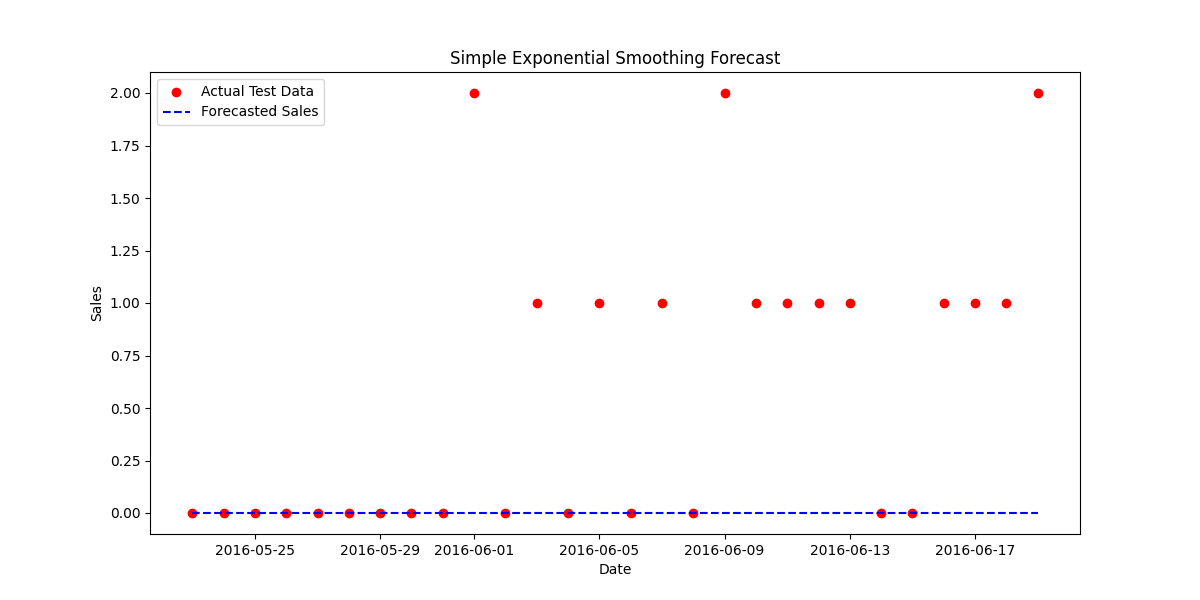 Simple Exponential Smoothing Forecast
Actual Test Data
Forecasted Sales
2.00
1.75
1.50
1.25
1.00
0.75
0.50
0.25
0.00
Sales
2016-05-25 2016-05-29 2016-06-01 2016-06-05 2016-06-09 2016-06-13 2016-06-17
Date